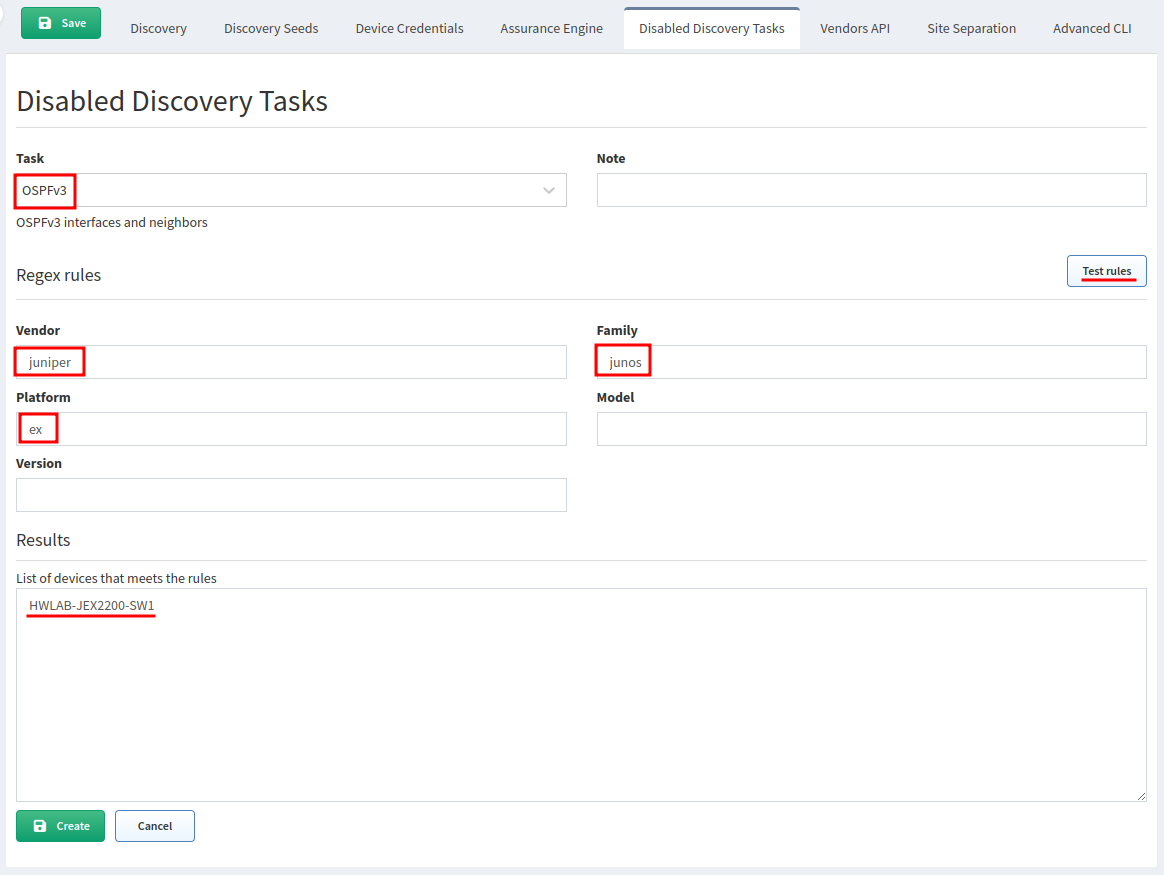 Save Discovery Discovery Seeds Device Credentials Assurance Engine Disabled Discovery Tasks Vendors API Site Separation Advanced CLI
Disabled Discovery Tasks
Task Note
OSPFv3
OSPFv3 interfaces and neighbors
Regex rules Test rules
Vendor Family
juniper junos
Platform Model
ex
Version
Results
List of devices that meets the rules
HWLAB-JEX2200-SW1
Create Cancel